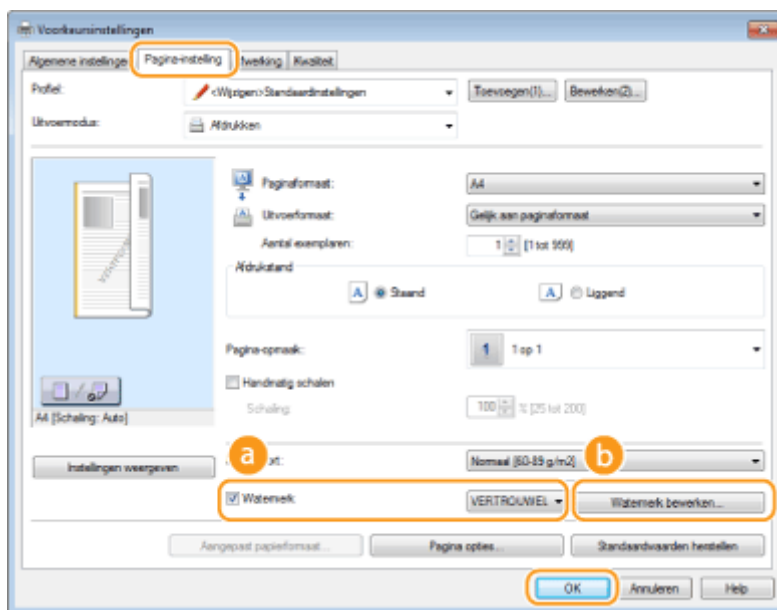 Voorkeursinstellingen
Algemene instellinge Pagina-instelling fwerking Kwaliteit
Profiel: <Wijzigen>Standaardinstellingen Toevoegen(1)... Bewerken(2)...
Uitvoermodus: Afdrukken
Paginaformaat: A4
Uitvoerformaat: Gelijk aan paginaformaat
Aantal exemplaren: 1 [1 tot 999]
Afdrukstand
A Staand A Liggend
Pagina-opmaak: 1 1 op 1
Handmatig schalen
Schaling: 100 % [25 tot 200]
A4 [Schaling: Auto]
a b
Instellingen weergeven
Normaal [60-89 g/m2]
Watermerk VERTROUWEL Watermerk bewerken...
Aangepast papierformaat... Pagina opties... Standaardwaarden herstellen
OK Annuleren Help